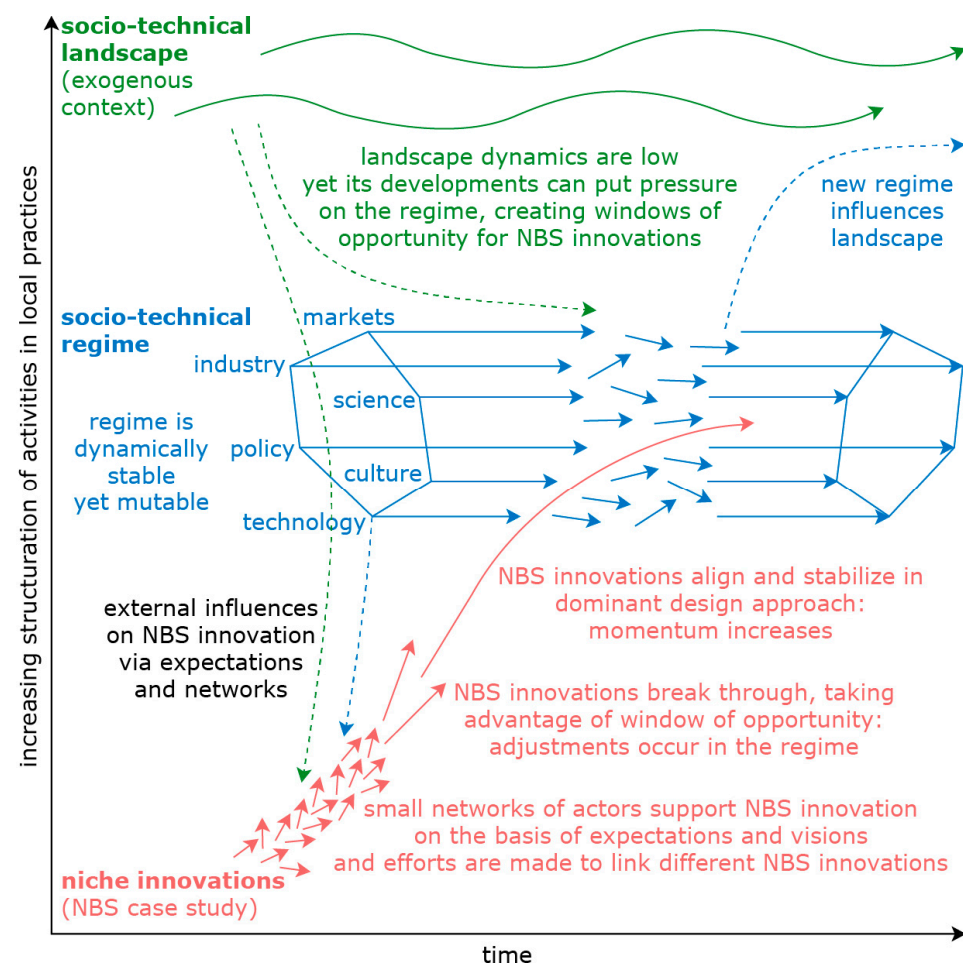 socio-technical
landscape
(exogenous
context)
landscape dynamics are low
yet its developments can put pressure
on the regime, creating windows of
opportunity for NBS innovations
new regime
influences
landscape
increasing structuration of activities in local practices
socio-technical
regime
markets
industry
science
regime is
dynamically
stable
yet mutable
policy
culture
technology
external influences
on NBS innovation
via expectations
and networks
NBS innovations align and stabilize in
dominant design approach:
momentum increases
NBS innovations break through, taking
advantage of window of opportunity:
adjustments occur in the regime
small networks of actors support NBS innovation
on the basis of expectations and visions
and efforts are made to link different NBS innovations
niche innovations
(NBS case study)
time